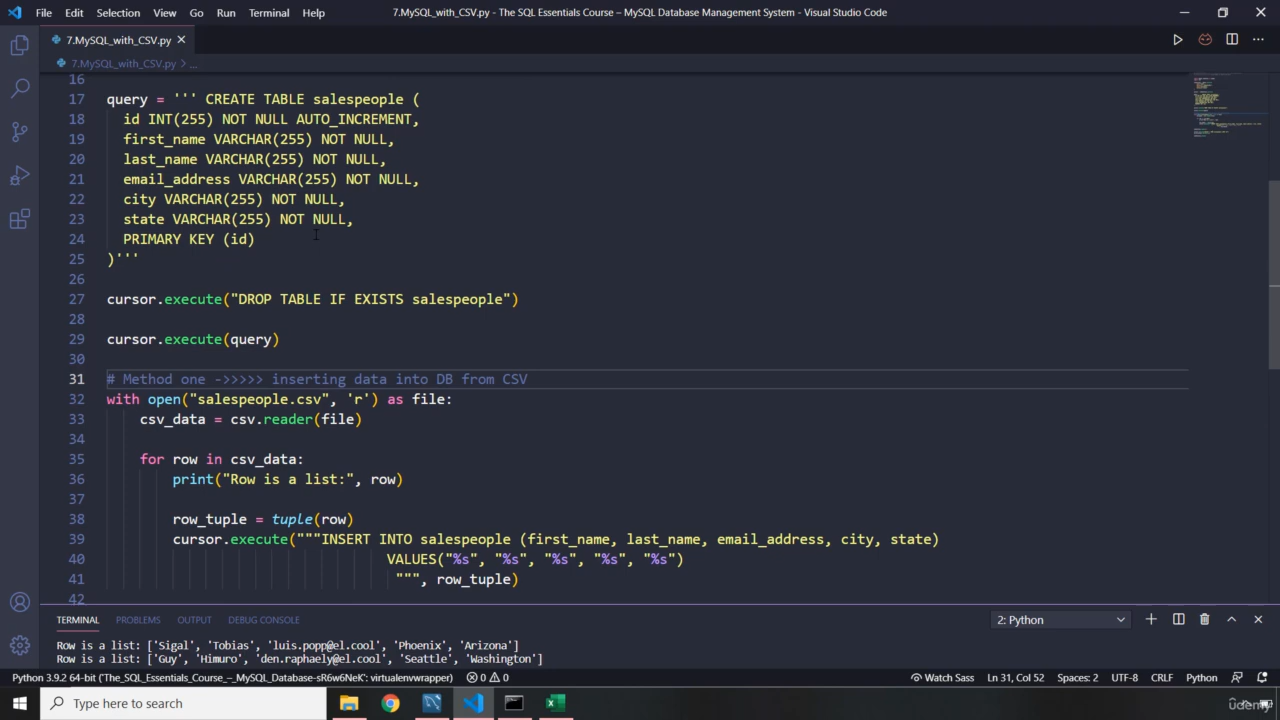 File Edit Selection View Go Run Terminal Help 7.MySQL_with_CSV.py - The SQL Essentials Course – MySQL Database Management System - Visual Studio Code
7.MySQL_with_CSV.py ×
7.MySQL_with_CSV.py > ...
16
17 query = ''' CREATE TABLE salespeople (
18 id INT(255) NOT NULL AUTO_INCREMENT,
19 first_name VARCHAR(255) NOT NULL,
20 last_name VARCHAR(255) NOT NULL,
21 email_address VARCHAR(255) NOT NULL,
22 city VARCHAR(255) NOT NULL,
23 state VARCHAR(255) NOT NULL,
24 PRIMARY KEY (id)
25 )'''
26
27 cursor.execute("DROP TABLE IF EXISTS salespeople")
28
29 cursor.execute(query)
30
31 # Method one ->>>>> inserting data into DB from CSV
32 with open("salespeople.csv", 'r') as file:
33 csv_data = csv.reader(file)
34
35 for row in csv_data:
36 print("Row is a list:", row)
37
38 row_tuple = tuple(row)
39 cursor.execute("""INSERT INTO salespeople (first_name, last_name, email_address, city, state)
40 VALUES("%s", "%s", "%s", "%s", "%s")
41 """, row_tuple)
42
TERMINAL PROBLEMS OUTPUT DEBUG CONSOLE 2: Python
Row is a list: ['Sigal', 'Tobias', 'luis.popp@el.cool', 'Phoenix', 'Arizona']
Row is a list: ['Guy', 'Himuro', 'den.raphaely@el.cool', 'Seattle', 'Washington']
Python 3.9.2 64-bit ('The_SQL_Essentials_Course_–_MySQL_Database-sR6w6NeK': virtualenvwrapper) 0 0 Watch Sass Ln 31, Col 52 Spaces: 2 UTF-8 CRLF Python
Type here to search
udemy